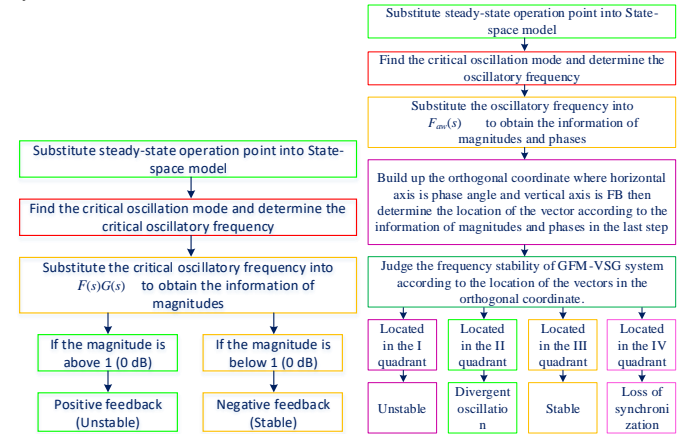 Substitute steady-state operation point into State-
space model
Find the critical oscillation mode and determine the
critical oscillatory frequency
Substitute the critical oscillatory frequency into
F(s)G(s) to obtain the information of
magnitudes
If the magnitude is
above 1 (0 dB)
If the magnitude is
below 1 (0 dB)
Positive feedback
(Unstable)
Negative feedback
(Stable)
Substitute steady-state operation point into State-
space model
Find the critical oscillation mode and determine the
oscillatory frequency
Substitute the oscillatory frequency into
Faw(s) to obtain the information of
magnitudes and phases
Build up the orthogonal coordinate where horizontal
axis is phase angle and vertical axis is FB then
determine the location of the vector according to the
information of magnitudes and phases in the last step
Judge the frequency stability of GFM-VSG system
according to the location of the vectors in the
orthogonal coordinate.
Located
in the I
quadrant
Located
in the II
quadrant
Located
in the III
quadrant
Located
in the IV
quadrant
Unstable
Divergent
oscillatio
n
Stable
Loss of
synchroni
zation